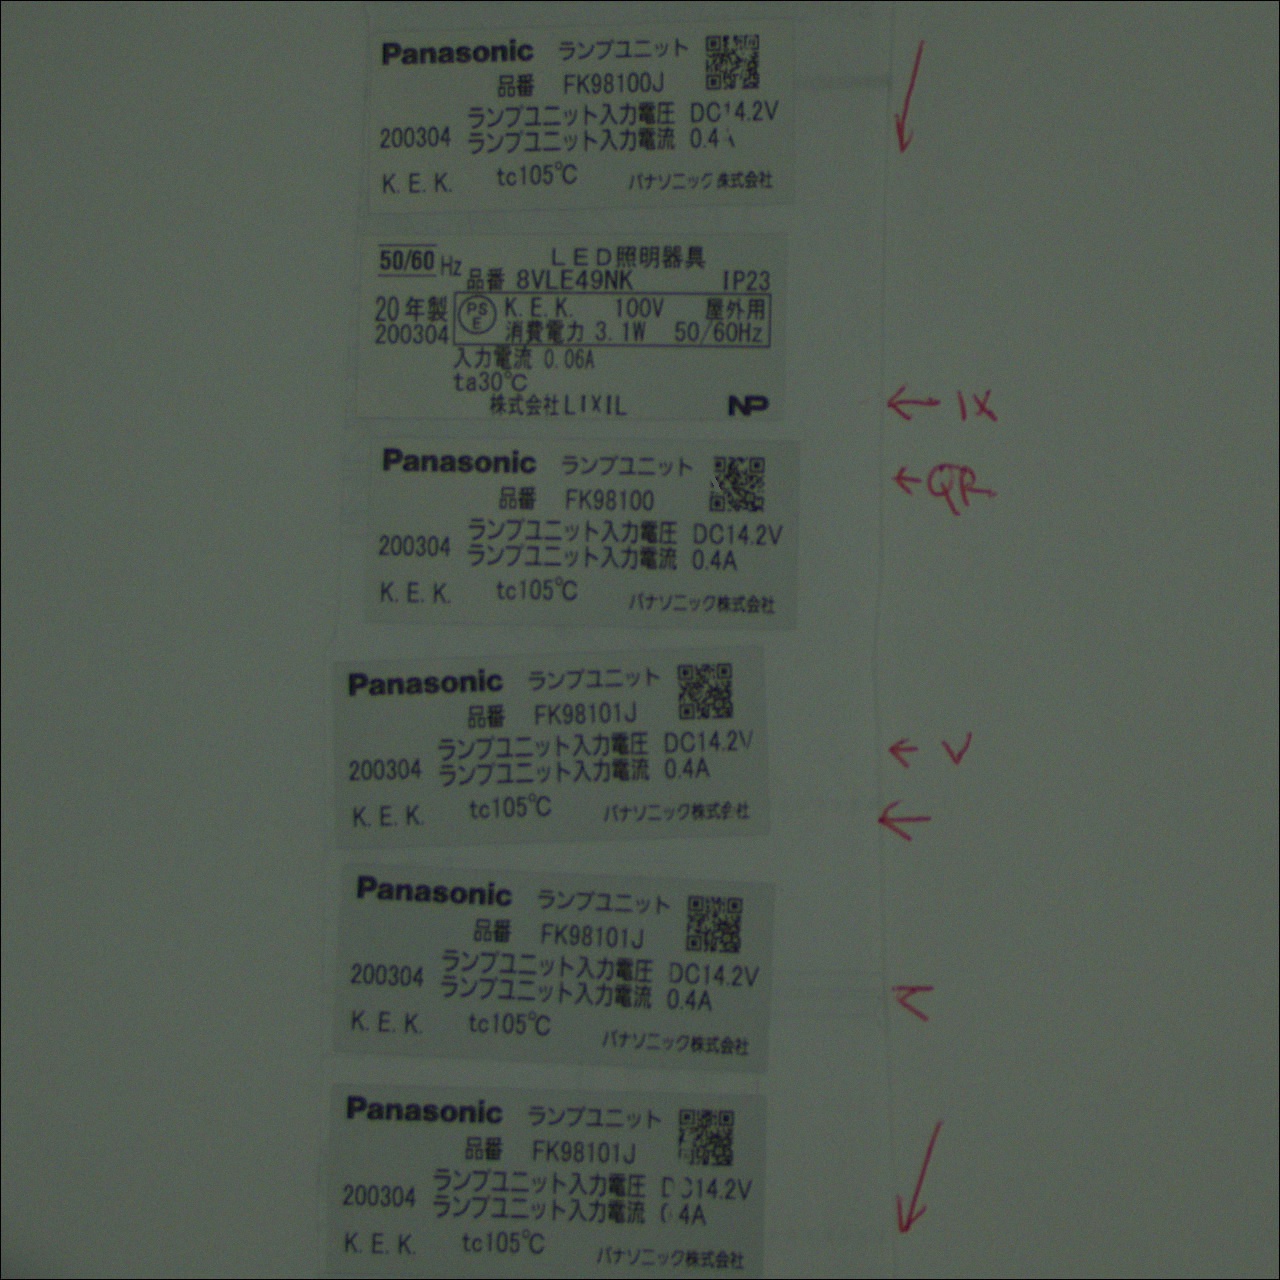 Panasonic ランプユニット
品番 FK98100J
ランプユニット入力電圧 DC14.2V
200304 ランプユニット入力電流 0.4A
K.E.K. tc105℃ パナソニック株式会社
50/60 Hz LED照明器具
品番 8VLE49NK IP23
20年製 PSE K.E.K. 100V 屋外用
200304 消費電力 3.1W 50/60Hz
入力電流 0.06A
ta30℃
株式会社LIXIL NP
← IX
Panasonic ランプユニット
← QR
品番 FK98100
ランプユニット入力電圧 DC14.2V
200304 ランプユニット入力電流 0.4A
K.E.K. tc105℃ パナソニック株式会社
Panasonic ランプユニット
品番 FK98101J
ランプユニット入力電圧 DC14.2V
← V
200304 ランプユニット入力電流 0.4A
K.E.K. tc105℃ パナソニック株式会社
Panasonic ランプユニット
品番 FK98101J
ランプユニット入力電圧 DC14.2V
200304 ランプユニット入力電流 0.4A
K.E.K. tc105℃ パナソニック株式会社
Panasonic ランプユニット
品番 FK98101J
ランプユニット入力電圧 DC14.2V
200304 ランプユニット入力電流 0.4A
K.E.K. tc105℃ パナソニック株式会社